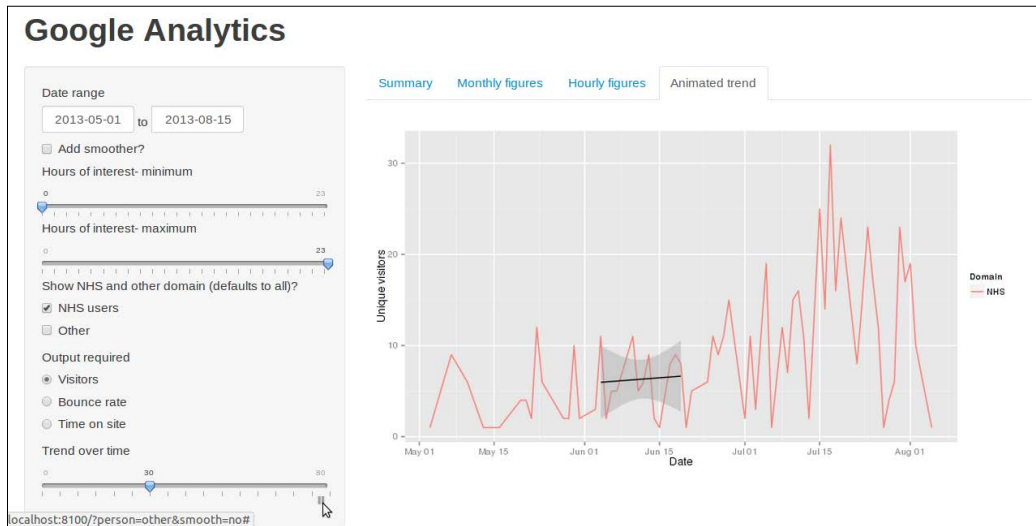 Google Analytics
Date range
2013-05-01 to 2013-08-15
Add smoother?
Hours of interest- minimum
0 23
Hours of interest- maximum
0 23
Show NHS and other domain (defaults to all)?
NHS users
Other
Output required
Visitors
Bounce rate
Time on site
Trend over time
0 30 80
localhost:8100/?person=other&smooth=no#
Summary Monthly figures Hourly figures Animated trend
Unique visitors
30
20
10
0
May 01 May 15 Jun 01 Jun 15 Jul 01 Jul 15 Aug 01
Date
Domain
NHS